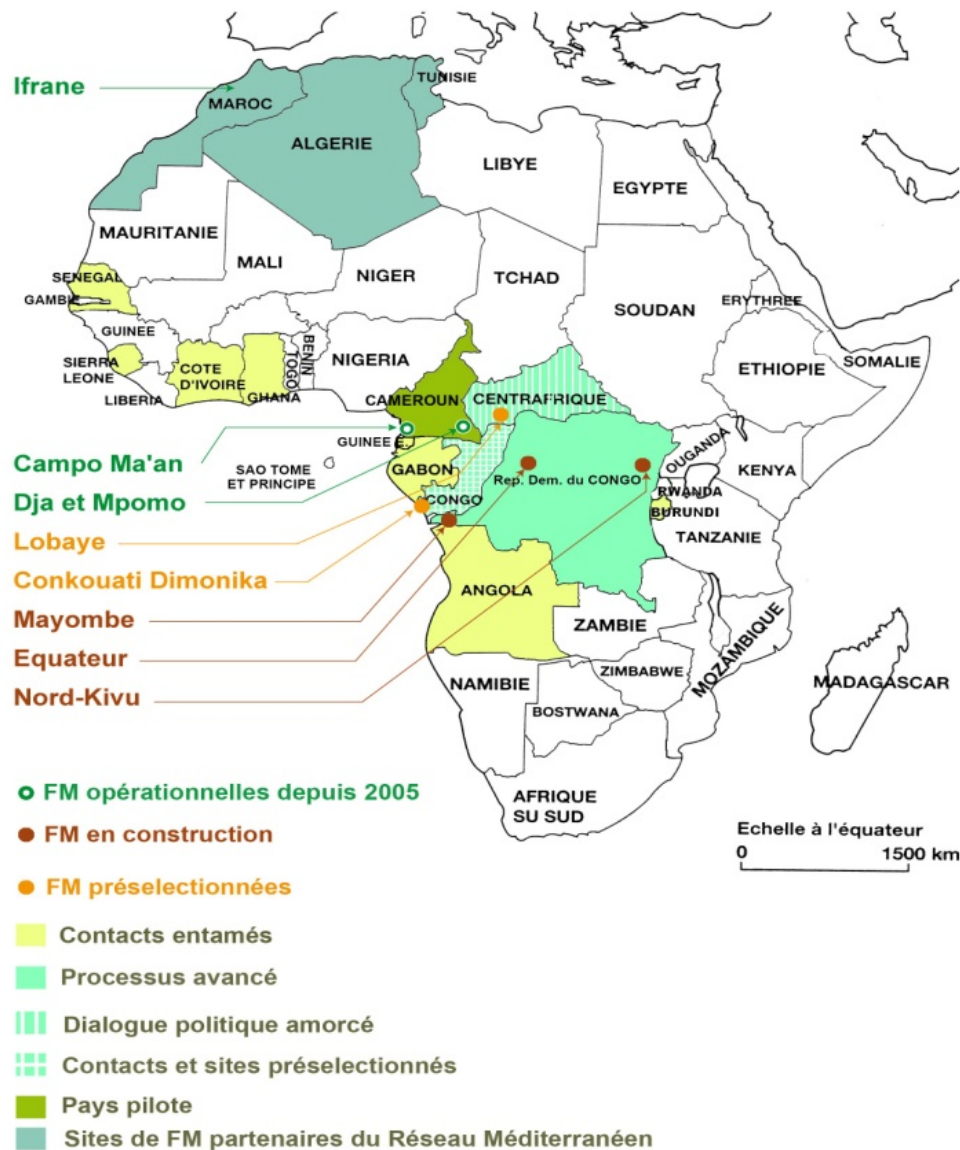 Ifrane
TUNISIE
MAROC
ALGERIE
LIBYE
EGYPTE
MAURITANIE
MALI
NIGER
TCHAD
SENEGAL
GAMBIE
SOUDAN
ERYTHREE
GUINEE
BENIN
TOGO
NIGERIA
SIERRA
LEONE
COTE
D'IVOIRE
GHANA
LIBERIA
ETHIOPIE
SOMALIE
CAMEROUN
CENTRAFRIQUE
GUINEE E
Campo Ma'an
SAO TOME
ET PRINCIPE
GABON
CONGO
Rep. Dem. du CONGO
OUGANDA
KENYA
RWANDA
BURUNDI
TANZANIE
Dja et Mpomo
Lobaye
Conkouati Dimonika
Mayombe
Equateur
Nord-Kivu
ANGOLA
ZAMBIE
MOZAMBIQUE
ZIMBABWE
NAMIBIE
BOSTWANA
MADAGASCAR
AFRIQUE
SU SUD
Echelle à l'équateur
0 1500 km
FM opérationnelles depuis 2005
FM en construction
FM préselectionnées
Contacts entamés
Processus avancé
Dialogue politique amorcé
Contacts et sites préselectionnés
Pays pilote
Sites de FM partenaires du Réseau Méditerranéen